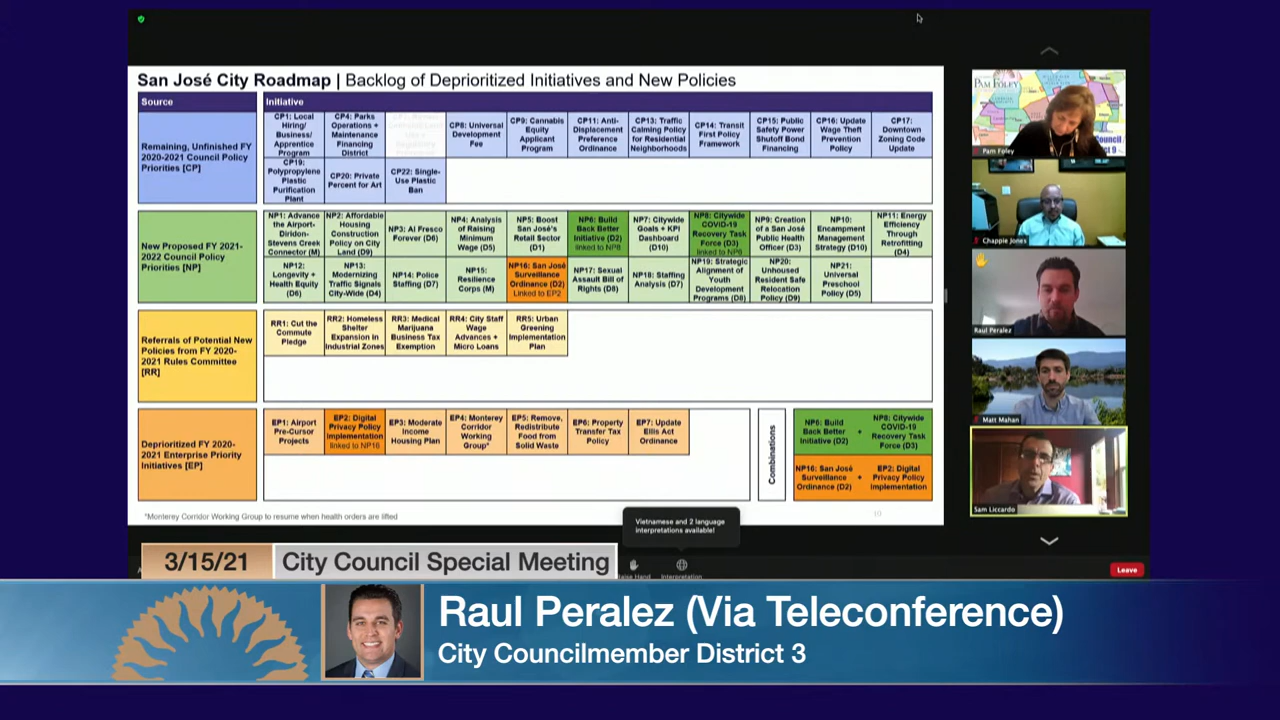 San José City Roadmap | Backlog of Deprioritized Initiatives and New Policies
Source
Initiative
Remaining, Unfinished FY
2020-2021 Council Policy
Priorities [CP]
CP1: Local
Hiring/
Business/
Apprentice
Program
CP4: Parks
Operations +
Maintenance
Financing
District
CP8: Universal
Development
Fee
CP9: Cannabis
Equity
Applicant
Program
CP11: Anti-
Displacement
Preference
Ordinance
CP13: Traffic
Calming Policy
for Residential
Neighborhoods
CP14: Transit
First Policy
Framework
CP15: Public
Safety Power
Shutoff Bond
Financing
CP16: Update
Wage Theft
Prevention
Policy
CP17:
Downtown
Zoning Code
Update
CP19:
Polypropylene
Plastic
Purification
Plant
CP20: Private
Percent for Art
CP22: Single-
Use Plastic
Ban
New Proposed FY 2021-
2022 Council Policy
Priorities [NP]
NP1: Advance
the Airport-
Diridon-
Stevens Creek
Connector (M)
NP2: Affordable
Housing
Construction
Policy on City
Land (D9)
NP3: Al Fresco
Forever (D6)
NP4: Analysis
of Raising
Minimum
Wage (D5)
NP5: Boost
San José's
Retail Sector
(D1)
NP6: Build
Back Better
Initiative (D2)
linked to NP8
NP7: Citywide
Goals + KPI
Dashboard
(D10)
NP8: Citywide
COVID-19
Recovery Task
Force (D3)
linked to NP6
NP9: Creation
of a San José
Public Health
Officer (D3)
NP10:
Encampment
Management
Strategy (D10)
NP11: Energy
Efficiency
Through
Retrofitting
(D4)
NP12:
Longevity +
Health Equity
(D6)
NP13:
Modernizing
Traffic Signals
City-Wide (D4)
NP14: Police
Staffing (D7)
NP15:
Resilience
Corps (M)
NP16: San José
Surveillance
Ordinance (D2)
Linked to EP2
NP17: Sexual
Assault Bill of
Rights (D8)
NP18: Staffing
Analysis (D7)
NP19: Strategic
Alignment of
Youth
Development
Programs (D8)
NP20:
Unhoused
Resident Safe
Relocation
Policy (D9)
NP21:
Universal
Preschool
Policy (D5)
Referrals of Potential New
Policies from FY 2020-
2021 Rules Committee
[RR]
RR1: Cut the
Commute
Pledge
RR2: Homeless
Shelter
Expansion in
Industrial Zones
RR3: Medical
Marijuana
Business Tax
Exemption
RR4: City Staff
Wage
Advances +
Micro Loans
RR5: Urban
Greening
Implementation
Plan
Deprioritized FY 2020-
2021 Enterprise Priority
Initiatives [EP]
EP1: Airport
Pre-Cursor
Projects
EP2: Digital
Privacy Policy
Implementation
linked to NP16
EP3: Moderate
Income
Housing Plan
EP4: Monterey
Corridor
Working
Group*
EP5: Remove,
Redistribute
Food from
Solid Waste
EP6: Property
Transfer Tax
Policy
EP7: Update
Ellis Act
Ordinance
Combinations
NP6: Build
Back Better
Initiative (D2)
+
NP8: Citywide
COVID-19
Recovery Task
Force (D3)
NP16: San José
Surveillance
Ordinance (D2)
+
EP2: Digital
Privacy Policy
Implementation
*Monterey Corridor Working Group to resume when health orders are lifted
10
PAM FOLEY
Council
Pam Foley
Chappie Jones
Raul Peralez
Matt Mahan
Sam Liccardo
Vietnamese and 2 language
interpretations available!
Raise Hand
Interpretation
Leave
3/15/21
City Council Special Meeting
Raul Peralez (Via Teleconference)
City Councilmember District 3